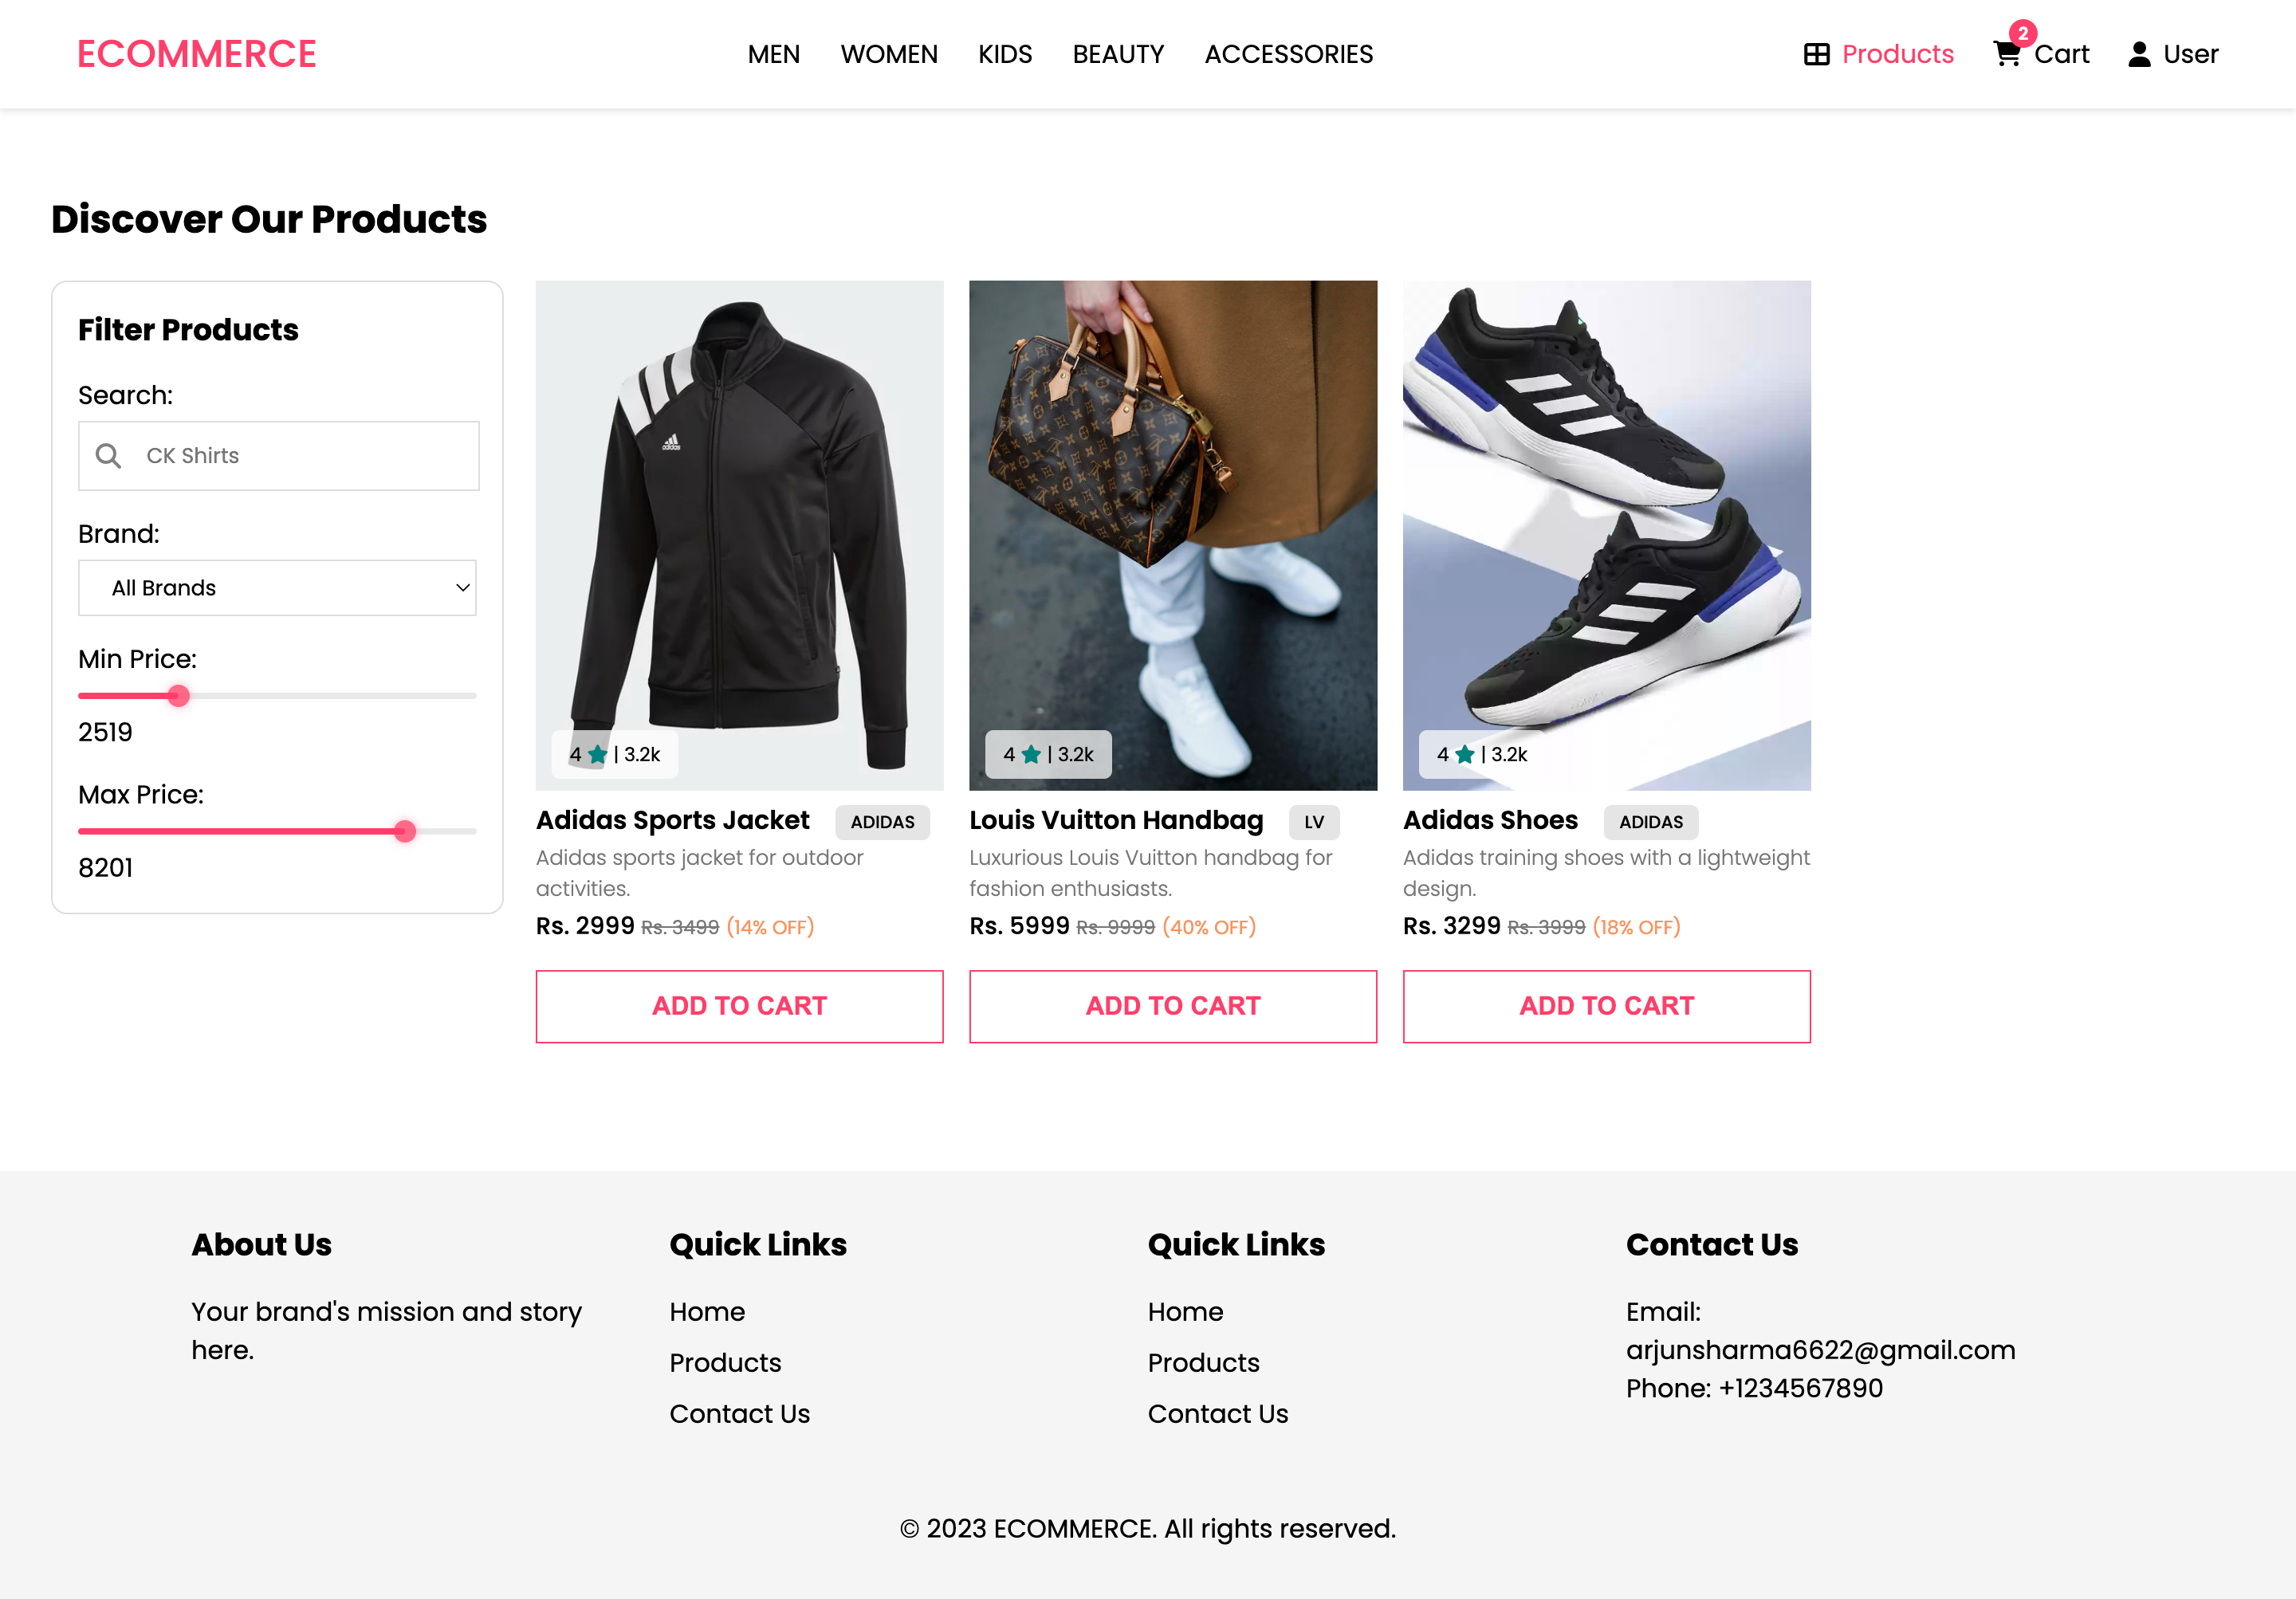 ECOMMERCE
MEN WOMEN KIDS BEAUTY ACCESSORIES
Products
2
Cart
User
Discover Our Products
Filter Products
Search:
CK Shirts
Brand:
All Brands
Min Price:
2519
Max Price:
8201
adidas
4 | 3.2k
Adidas Sports Jacket ADIDAS
Adidas sports jacket for outdoor
activities.
Rs. 2999 Rs. 3499 (14% OFF)
ADD TO CART
4 | 3.2k
Louis Vuitton Handbag LV
Luxurious Louis Vuitton handbag for
fashion enthusiasts.
Rs. 5999 Rs. 9999 (40% OFF)
ADD TO CART
4 | 3.2k
Adidas Shoes ADIDAS
Adidas training shoes with a lightweight
design.
Rs. 3299 Rs. 3999 (18% OFF)
ADD TO CART
About Us
Your brand's mission and story
here.
Quick Links
Home
Products
Contact Us
Quick Links
Home
Products
Contact Us
Contact Us
Email:
arjunsharma6622@gmail.com
Phone: +1234567890
© 2023 ECOMMERCE. All rights reserved.